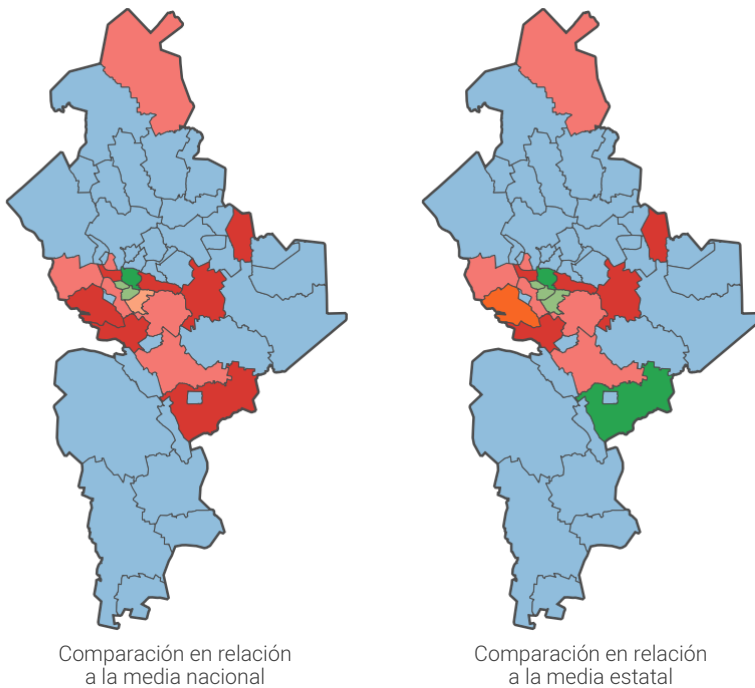 Comparación en relación
a la media nacional
Comparación en relación
a la media estatal